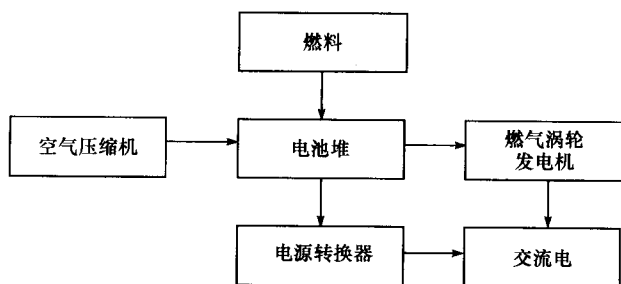 燃料
空气压缩机
电池堆
燃气涡轮
发电机
电源转换器
交流电